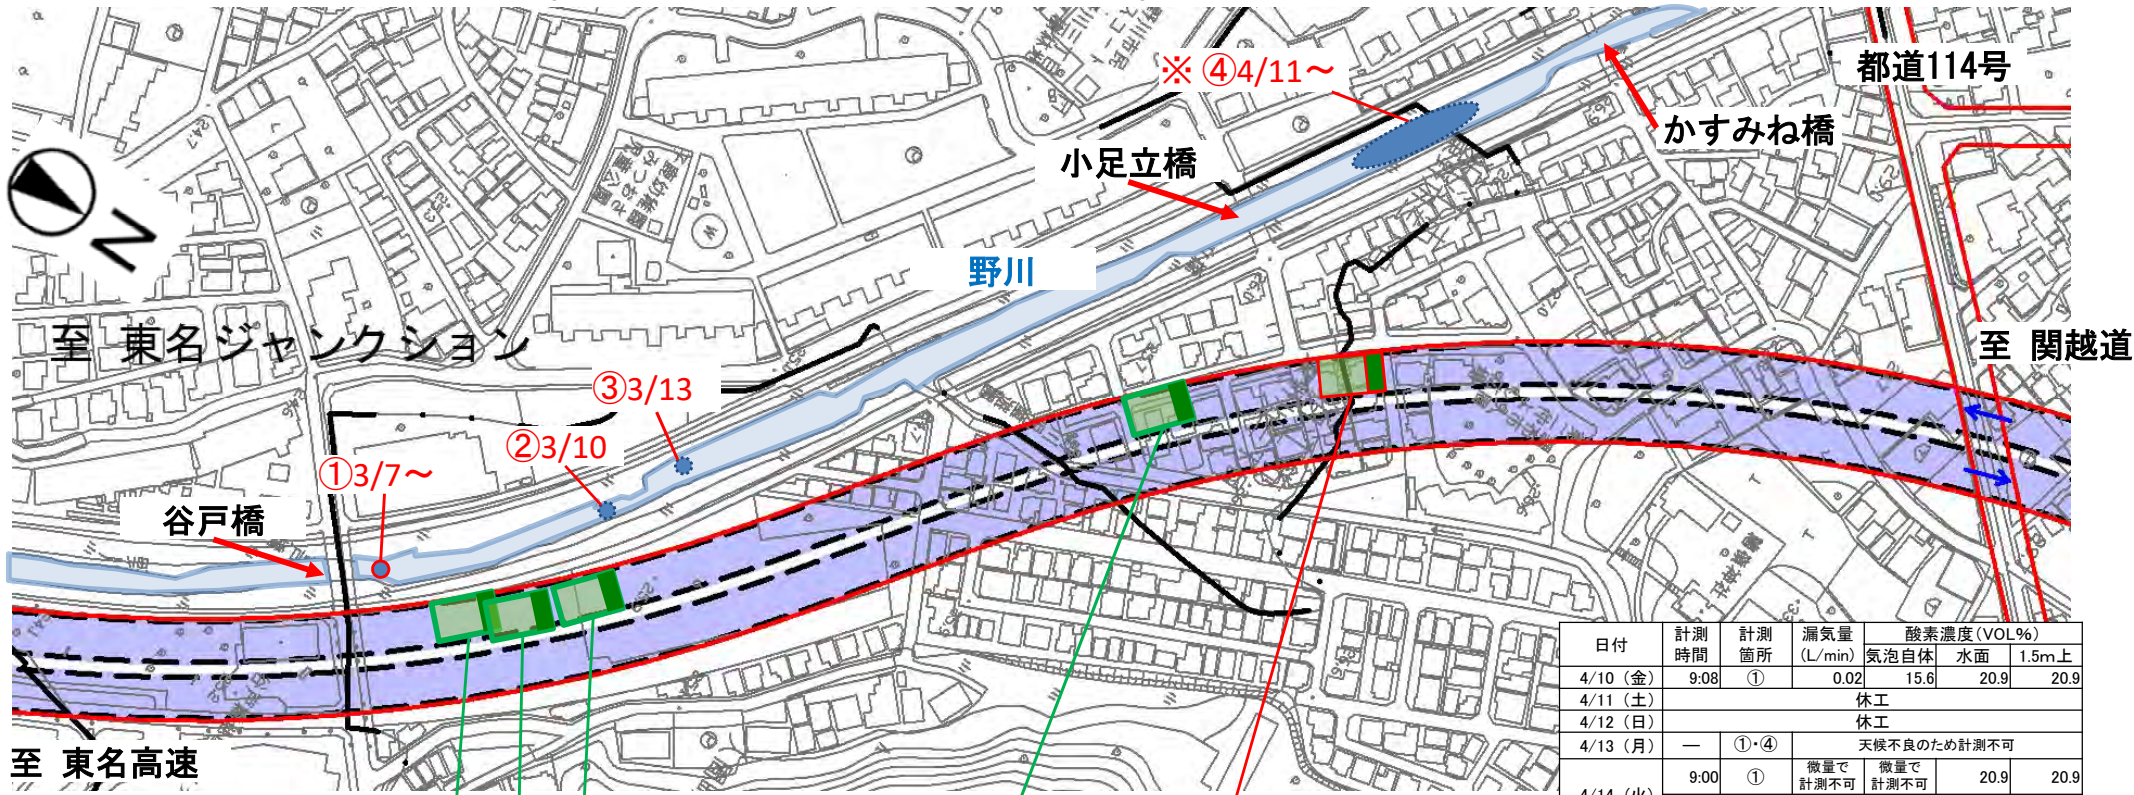 ※ ④4/11～
都道114号
かすみね橋
小足立橋
N
野川
至 東名ジャンクション
至 関越道
③3/13
②3/10
①3/7～
谷戸橋
至 東名高速
日付 計測時間 計測箇所 漏気量(L/min) 酸素濃度(VOL%)
気泡自体 水面 1.5m上
4/10（金） 9:08 ① 0.02 15.6 20.9 20.9
4/11（土） 休工
4/12（日） 休工
4/13（月） ― ①・④ 天候不良のため計測不可
4/14（火） 9:00 ① 微量で計測不可 微量で計測不可 20.9 20.9